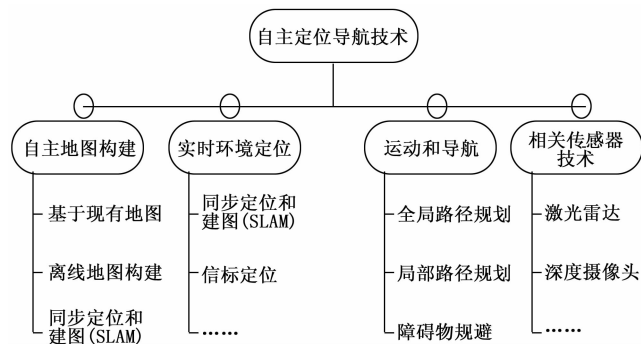 自主定位导航技术
自主地图构建
实时环境定位
运动和导航
相关传感器
技术
基于现有地图
离线地图构建
同步定位和
建图(SLAM)
同步定位和
建图(SLAM)
信标定位
……
全局路径规划
局部路径规划
障碍物规避
激光雷达
深度摄像头
……